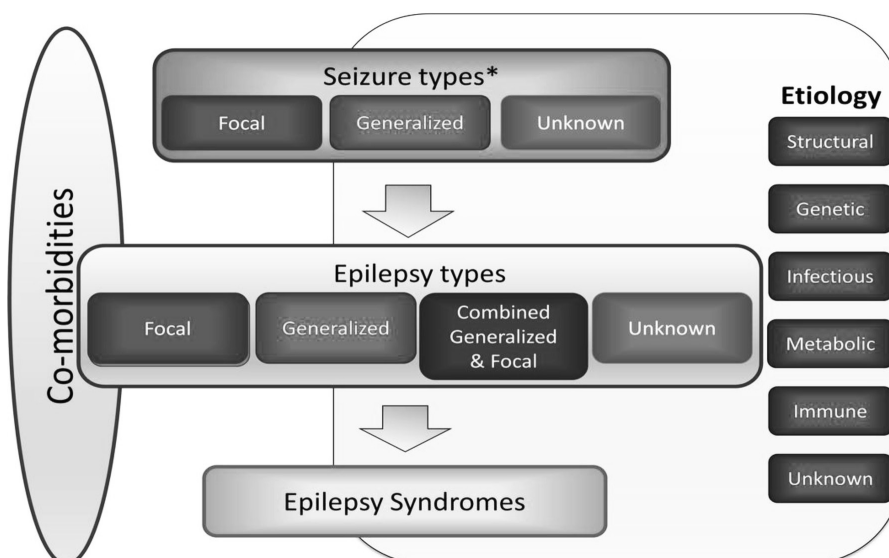 Co-morbidities
Seizure types*
Focal
Generalized
Unknown
Epilepsy types
Focal
Generalized
Combined
Generalized
& Focal
Unknown
Epilepsy Syndromes
Etiology
Structural
Genetic
Infectious
Metabolic
Immune
Unknown